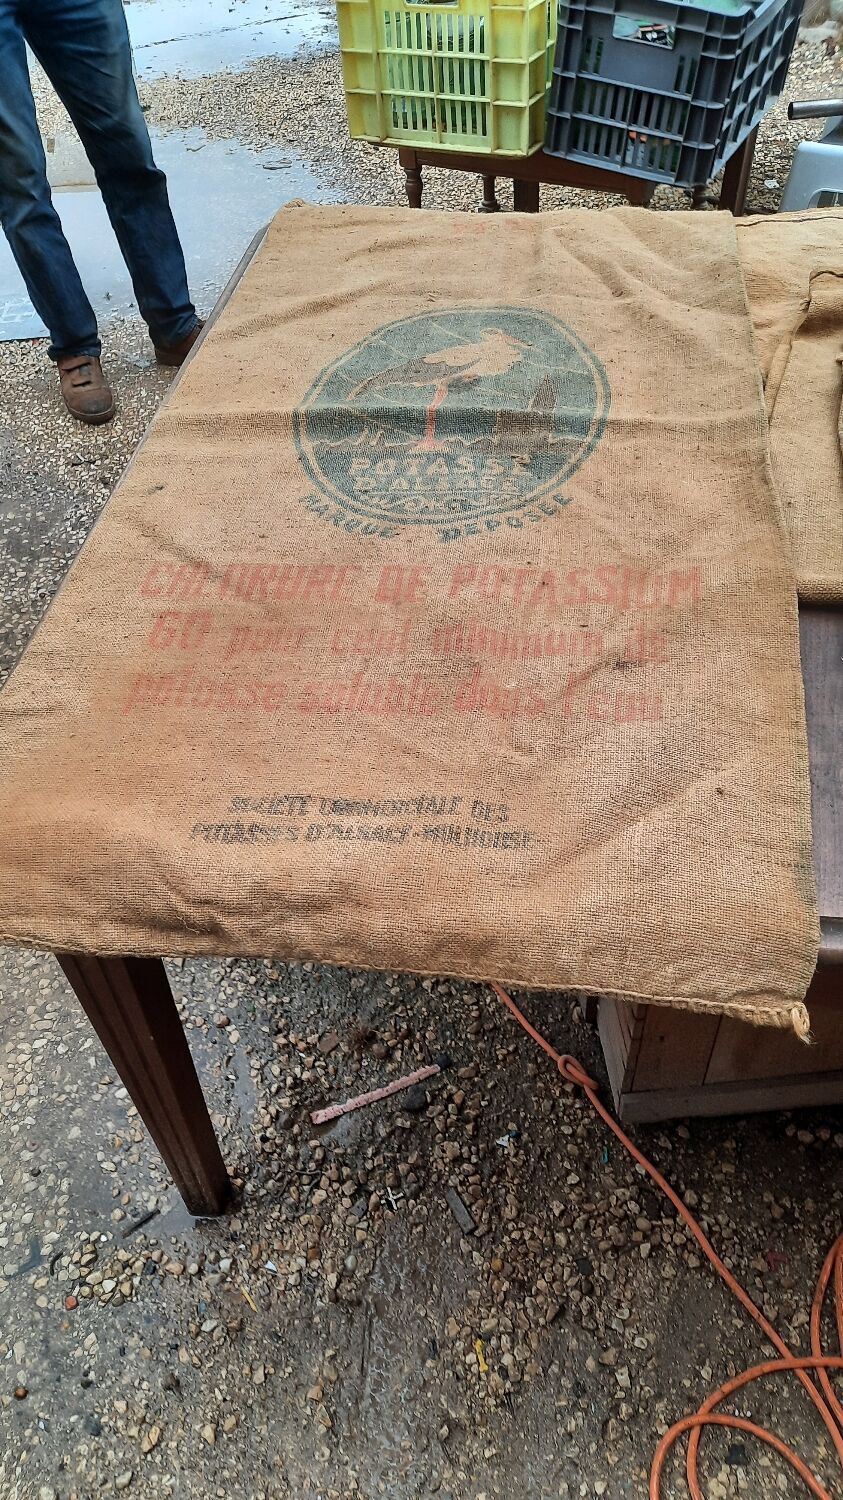 POTASSE
D'ALSACE
MARQUE DÉPOSÉE
CHLORURE DE POTASSIUM
60 pour cent minimum de
potasse soluble dans l'eau
SOCIÉTÉ COMMERCIALE DES
POTASSES D'ALSACE-MULHOUSE